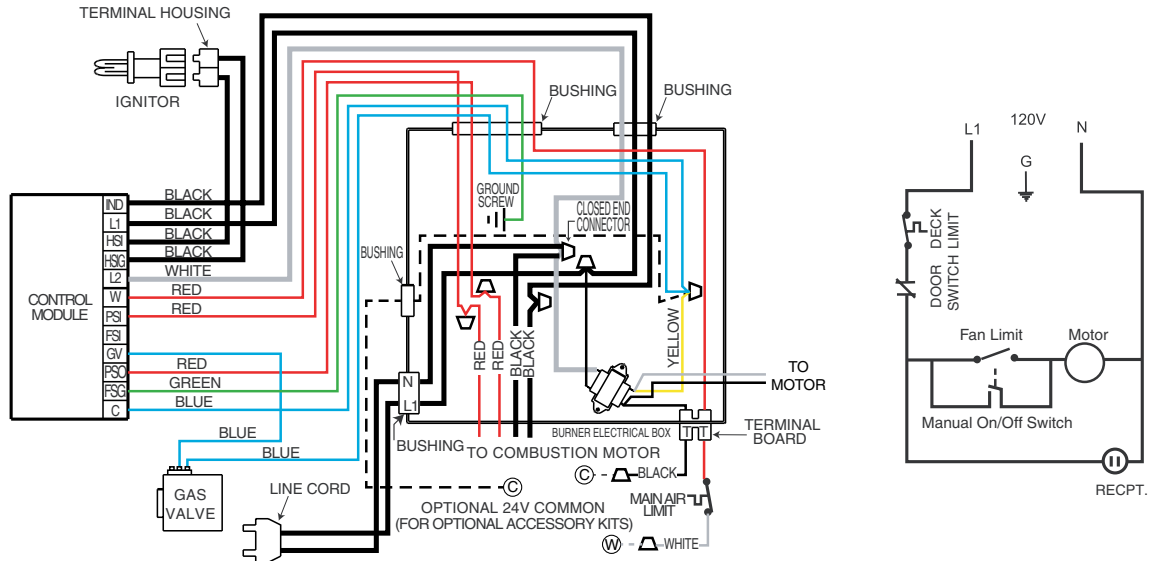 TERMINAL HOUSING
IGNITOR
BUSHING
BUSHING
CONTROL
MODULE
IND
L1
HSI
HSIG
L2
W
PSI
FSI
GV
PSO
FSG
C
BLACK
BLACK
BLACK
BLACK
WHITE
RED
RED
RED
GREEN
BLUE
BLUE
BLUE
GAS
VALVE
LINE CORD
GROUND
SCREW
CLOSED END
CONNECTOR
BUSHING
N
L1
BUSHING
RED
RED
BLACK
BLACK
YELLOW
TO
MOTOR
BURNER ELECTRICAL BOX
T T
TERMINAL
BOARD
TO COMBUSTION MOTOR
C
BLACK
C
OPTIONAL 24V COMMON
(FOR OPTIONAL ACCESSORY KITS)
MAIN AIR
LIMIT
W
WHITE
L1
120V
N
G
DOOR DECK
SWITCH LIMIT
Fan Limit
Motor
Manual On/Off Switch
RECPT.